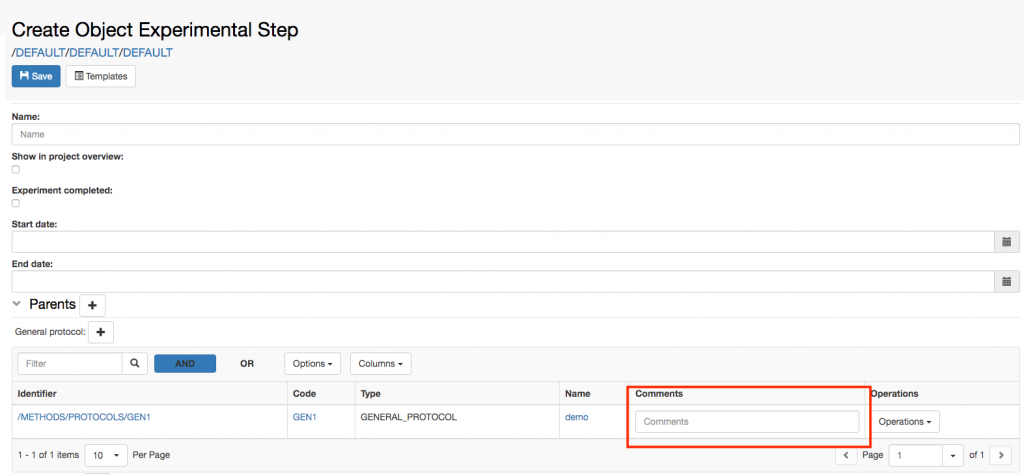 Create Object Experimental Step
/DEFAULT/DEFAULT/DEFAULT
Save Templates
Name:
Name
Show in project overview:
Experiment completed:
Start date:
End date:
Parents
General protocol:
Filter AND OR Options Columns
Identifier Code Type Name Comments Operations
/METHODS/PROTOCOLS/GEN1 GEN1 GENERAL_PROTOCOL demo Comments Operations
1 - 1 of 1 items 10 Per Page Page 1 of 1